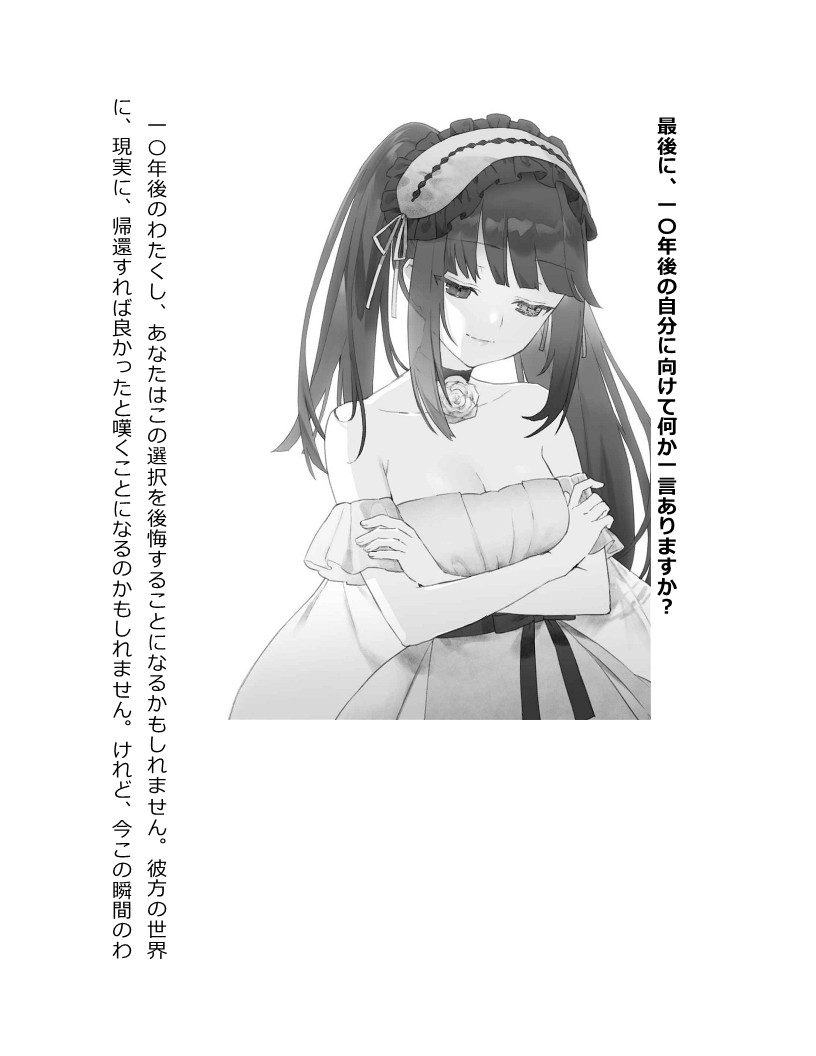 最後に、一〇年後の自分に向けて何か一言ありますか？
一〇年後のわたくし、あなたはこの選択を後悔することになるかもしれません。彼方の世界
に、現実に、帰還すれば良かったと嘆くことになるのかもしれません。けれど、今この瞬間のわ